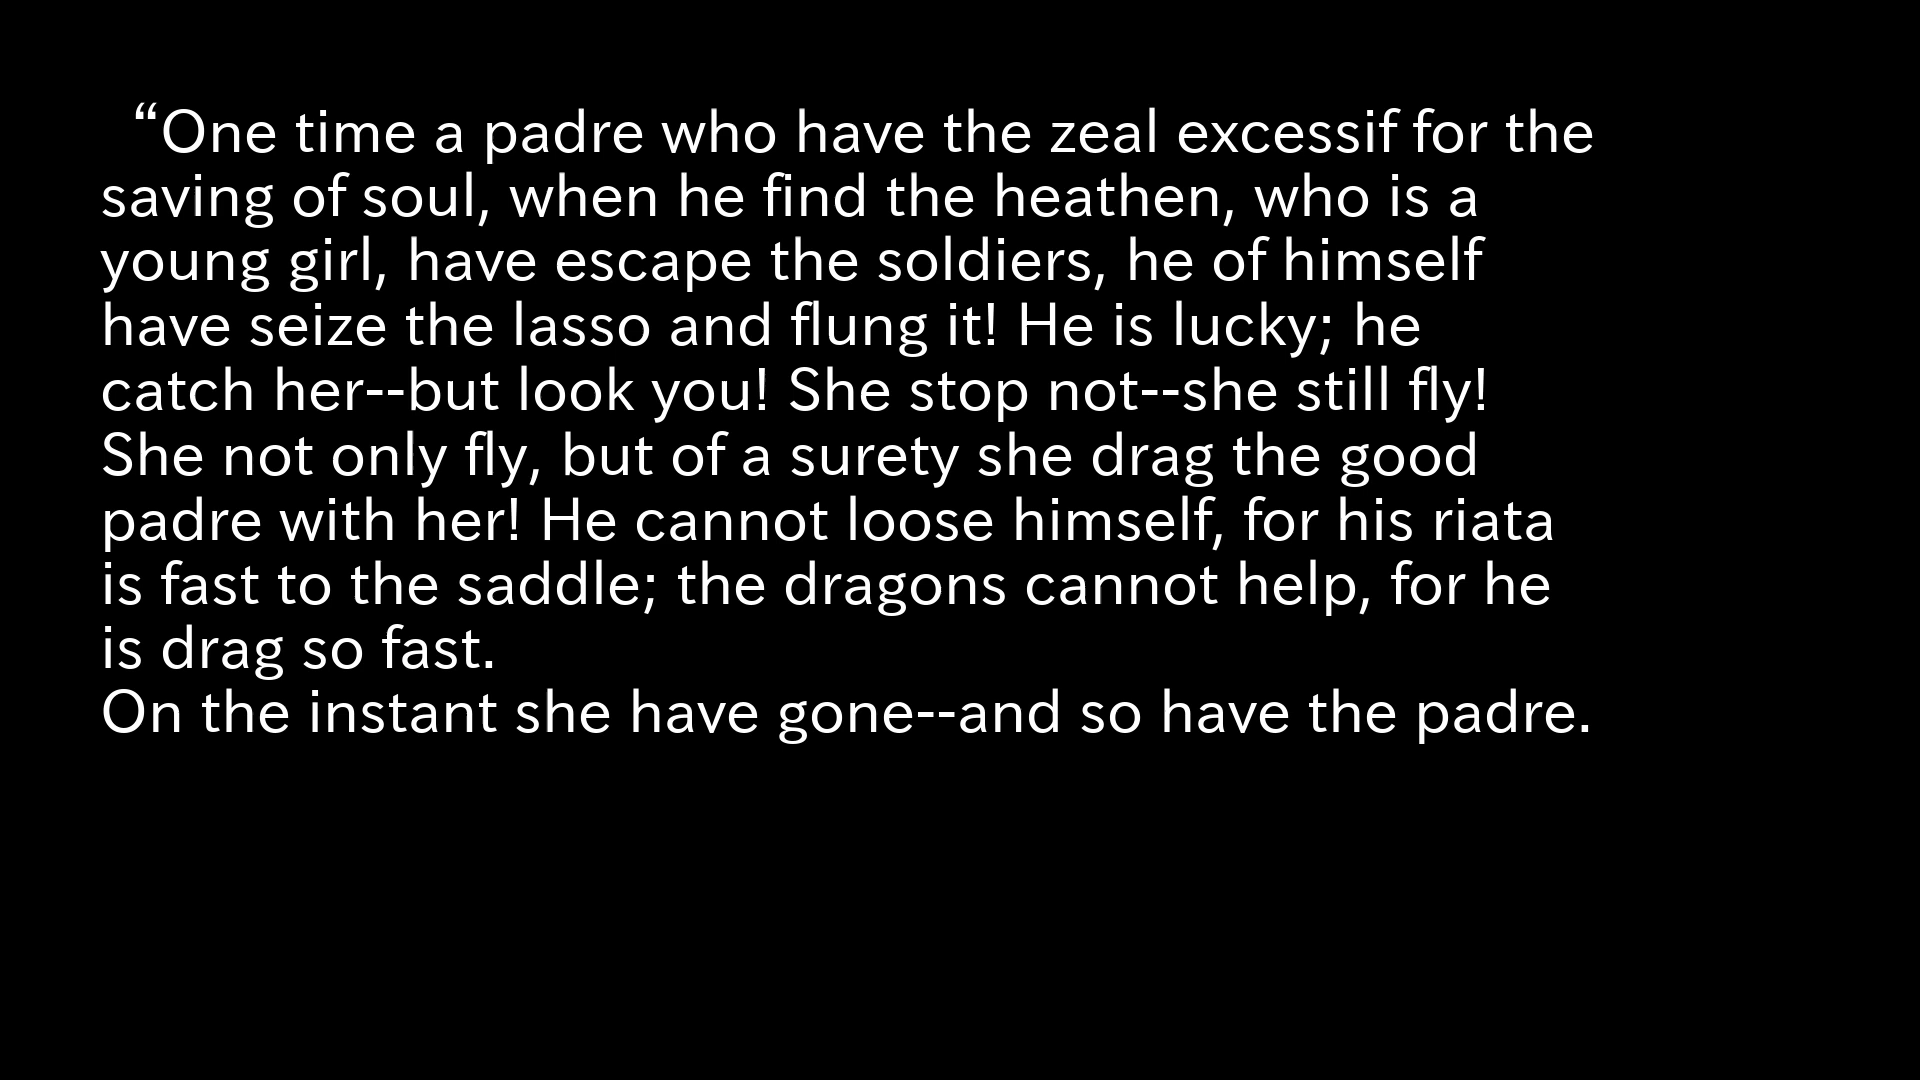 “One time a padre who have the zeal excessif for the
saving of soul, when he find the heathen, who is a
young girl, have escape the soldiers, he of himself
have seize the lasso and flung it! He is lucky; he
catch her--but look you! She stop not--she still fly!
She not only fly, but of a surety she drag the good
padre with her! He cannot loose himself, for his riata
is fast to the saddle; the dragons cannot help, for he
is drag so fast.
On the instant she have gone--and so have the padre.